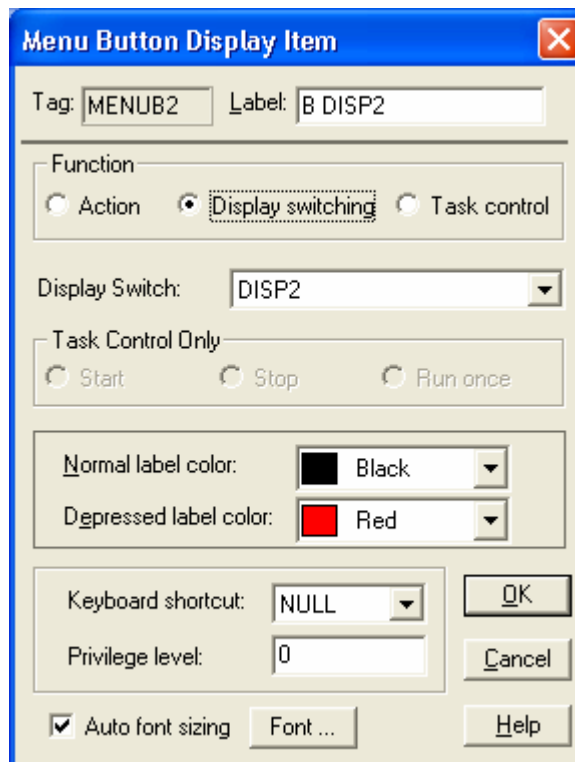 Menu Button Display Item
Tag: MENUB2 Label: B DISP2
Function
Action Display switching Task control
Display Switch: DISP2
Task Control Only
Start Stop Run once
Normal label color: Black
Depressed label color: Red
Keyboard shortcut: NULL OK
Privilege level: 0 Cancel
Auto font sizing Font ... Help